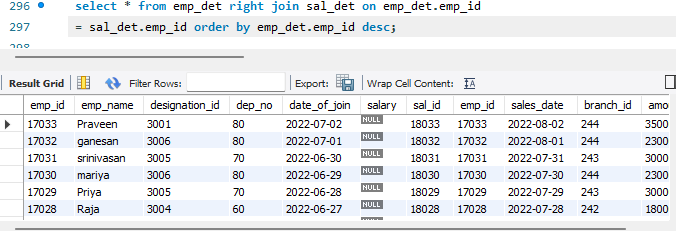 296 select * from emp_det right join sal_det on emp_det.emp_id
297 = sal_det.emp_id order by emp_det.emp_id desc;
298
Result Grid Filter Rows: Export: Wrap Cell Content:
emp_id emp_name designation_id dep_no date_of_join salary sal_id emp_id sales_date branch_id amo
17033 Praveen 3001 80 2022-07-02 NULL 18033 17033 2022-08-02 244 3500
17032 ganesan 3006 80 2022-07-01 NULL 18032 17032 2022-08-01 244 2300
17031 srinivasan 3005 70 2022-06-30 NULL 18031 17031 2022-07-31 243 3000
17030 mariya 3006 80 2022-06-29 NULL 18030 17030 2022-07-30 244 2300
17029 Priya 3005 70 2022-06-28 NULL 18029 17029 2022-07-29 243 3000
17028 Raja 3004 60 2022-06-27 NULL 18028 17028 2022-07-28 242 1800